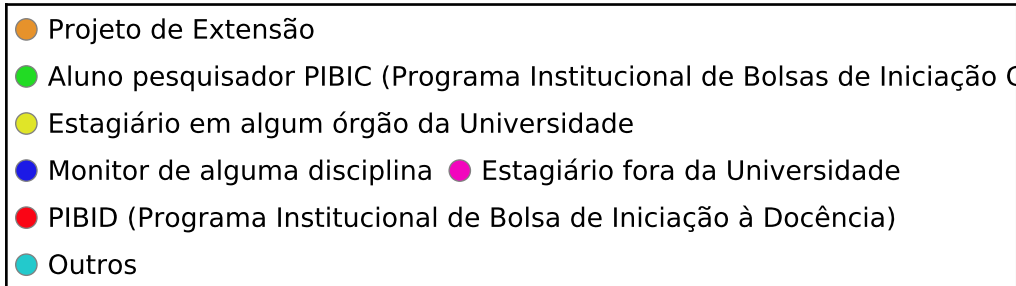 Projeto de Extensão
Aluno pesquisador PIBIC (Programa Institucional de Bolsas de Iniciação
Estagiário em algum órgão da Universidade
Monitor de alguma disciplina Estagiário fora da Universidade
PIBID (Programa Institucional de Bolsa de Iniciação à Docência)
Outros